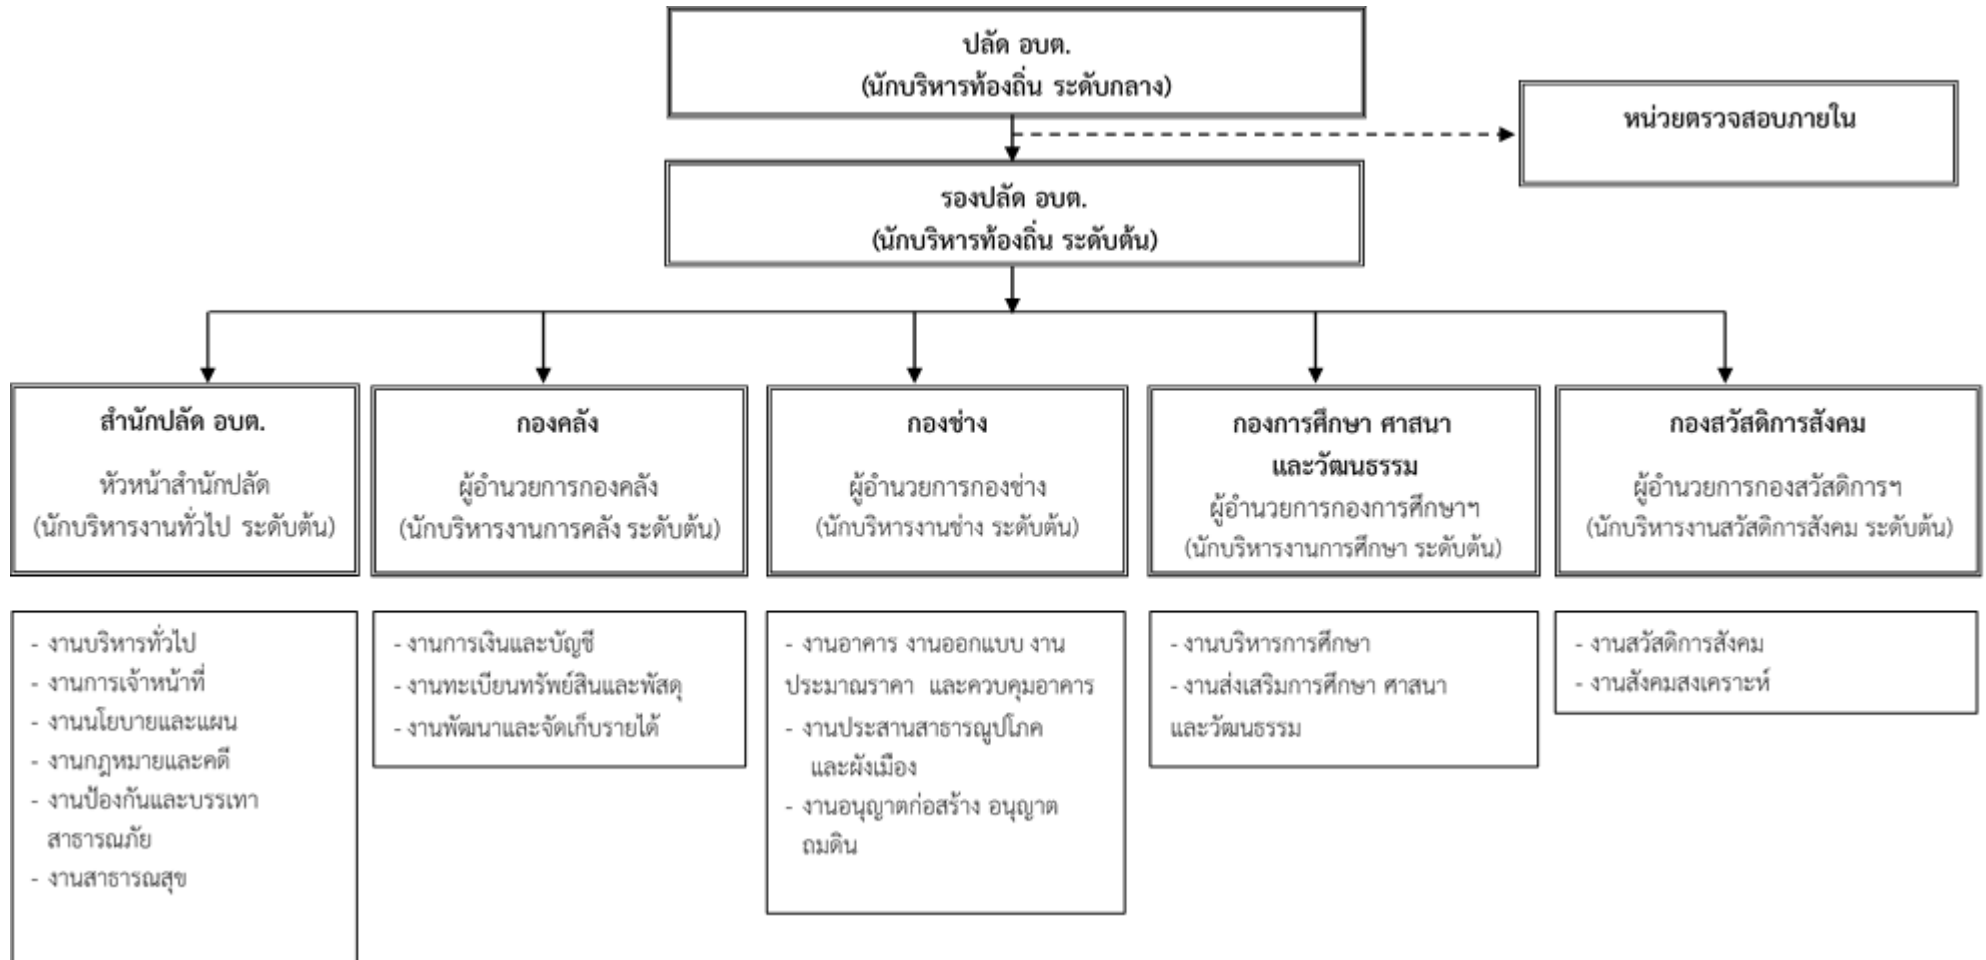 ปลัด อบต.
(นักบริหารท้องถิ่น ระดับกลาง)
หน่วยตรวจสอบภายใน
รองปลัด อบต.
(นักบริหารท้องถิ่น ระดับต้น)
สำนักปลัด อบต.
หัวหน้าสำนักปลัด
(นักบริหารงานทั่วไป ระดับต้น)
กองคลัง
ผู้อำนวยการกองคลัง
(นักบริหารงานการคลัง ระดับต้น)
กองช่าง
ผู้อำนวยการกองช่าง
(นักบริหารงานช่าง ระดับต้น)
กองการศึกษา ศาสนา
และวัฒนธรรม
ผู้อำนวยการกองการศึกษาฯ
(นักบริหารงานการศึกษา ระดับต้น)
กองสวัสดิการสังคม
ผู้อำนวยการกองสวัสดิการฯ
(นักบริหารงานสวัสดิการสังคม ระดับต้น)
- งานบริหารทั่วไป
- งานการเจ้าหน้าที่
- งานนโยบายและแผน
- งานกฎหมายและคดี
- งานป้องกันและบรรเทา
สาธารณภัย
- งานสาธารณสุข
- งานการเงินและบัญชี
- งานทะเบียนทรัพย์สินและพัสดุ
- งานพัฒนาและจัดเก็บรายได้
- งานอาคาร งานออกแบบ งาน
ประมาณราคา และควบคุมอาคาร
- งานประสานสาธารณูปโภค
และผังเมือง
- งานอนุญาตก่อสร้าง อนุญาต
ถมดิน
- งานบริหารการศึกษา
- งานส่งเสริมการศึกษา ศาสนา
และวัฒนธรรม
- งานสวัสดิการสังคม
- งานสังคมสงเคราะห์